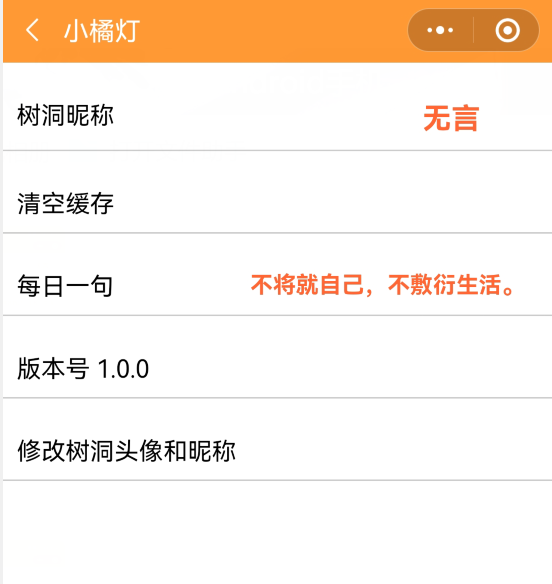 小橘灯
树洞昵称 无言
清空缓存
每日一句 不将就自己，不敷衍生活。
版本号 1.0.0
修改树洞头像和昵称